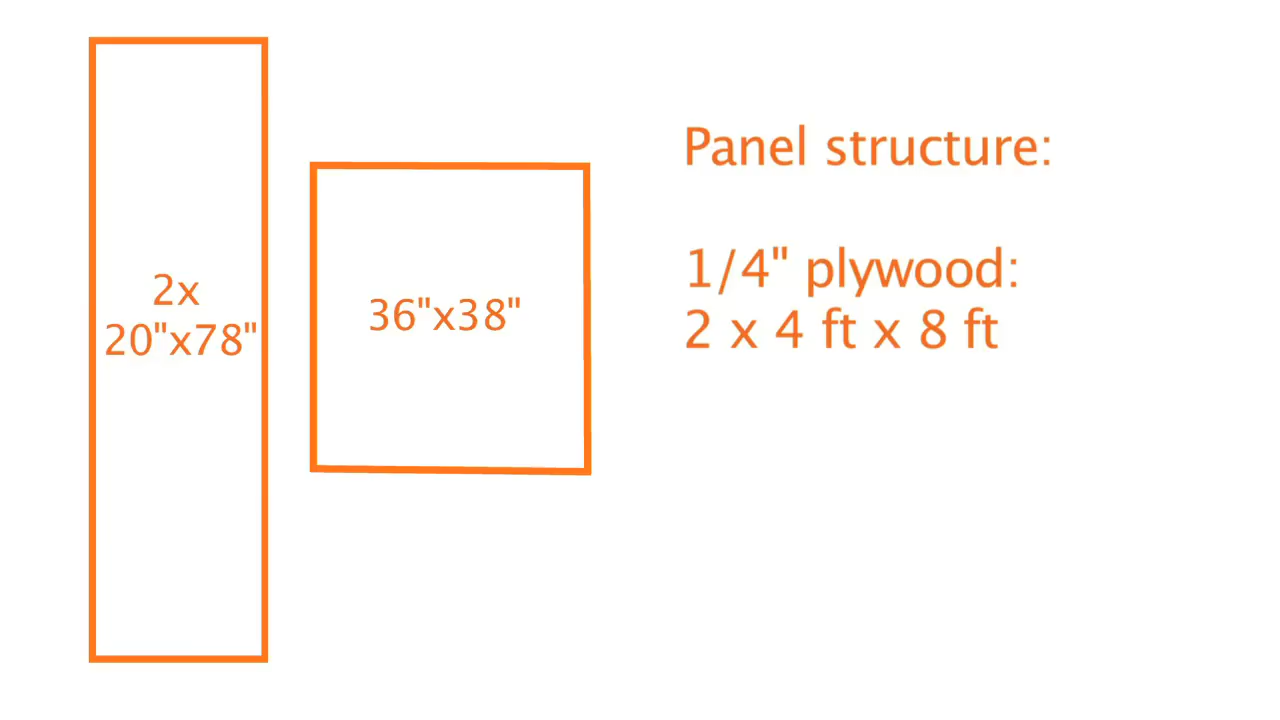 2x
20"x78"
36"x38"
Panel structure:
1/4" plywood:
2 x 4 ft x 8 ft